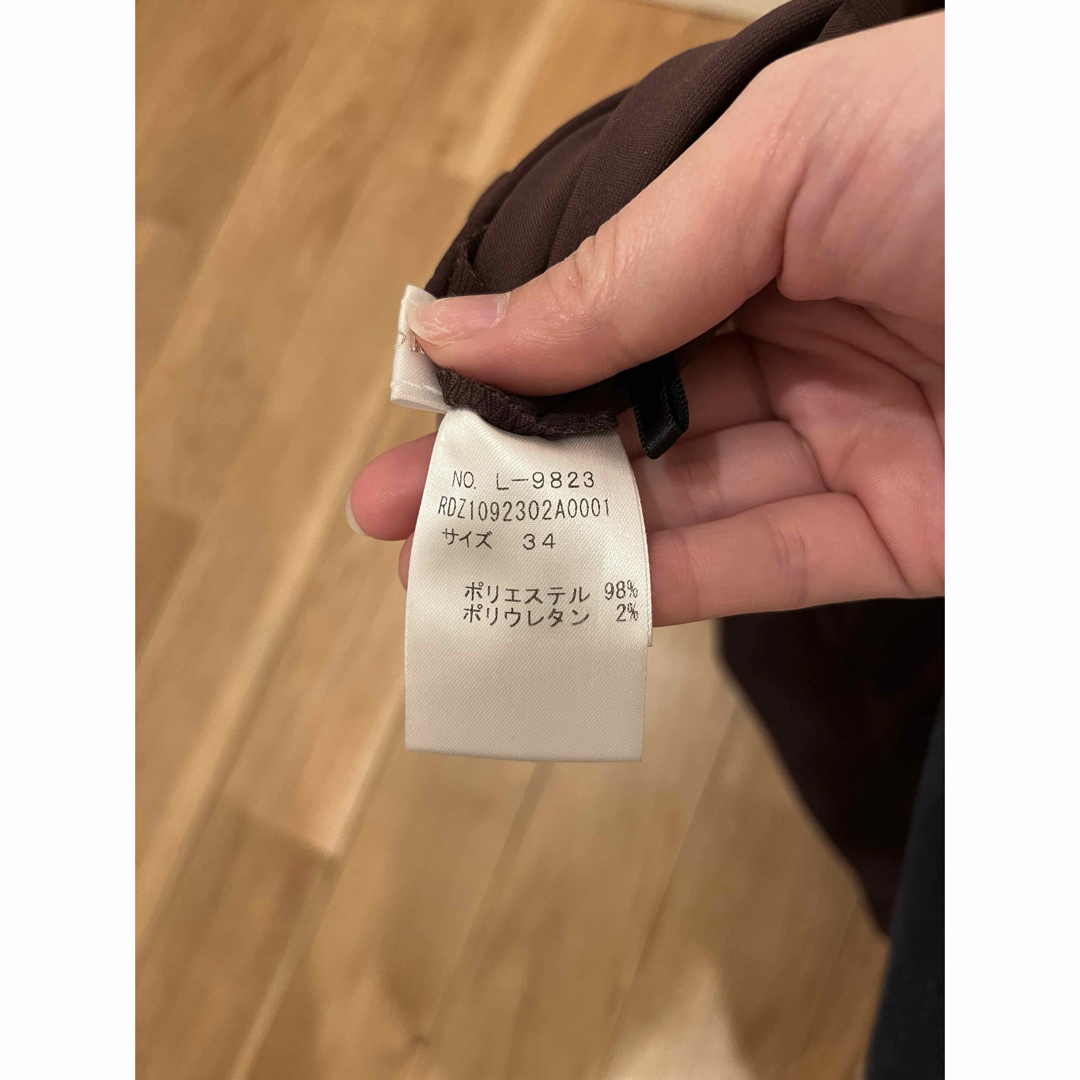 NO. L-9823
RDZ1092302A0001
サイズ 34
ポリエステル 98%
ポリウレタン 2%